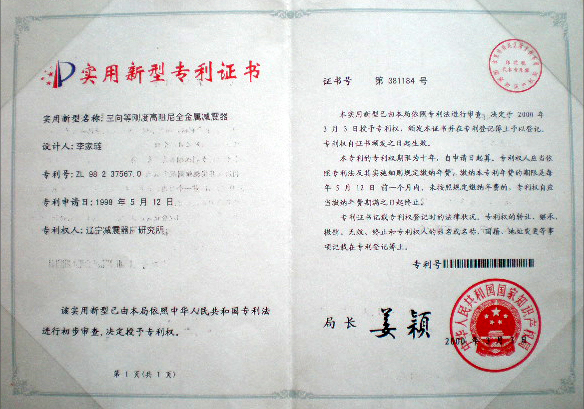 实用新型专利证书
实用新型名称:三向等刚度高阻尼全金属减震器
设计人:李家
专利号:ZL 98 2 37567.0
专利申请日:1998 年 5 月 12 日
专利权人:辽宁减震器厂研究所
该实用新型已由本局依照中华人民共和国专利法
进行初步审查,决定授予专利权。
第 1 页(共 1 页)
证书号 第 381184 号
本实用新型已由本局依照专利法进行审查,决定于 2000 年
3 月 3 日授予专利权,颁发本证书并在专利登记簿上予以登记。
专利权自证书颁发之日起生效。
本专利的专利权期限为十年,自申请日起算。专利权人应当依
照专利法及其实施细则规定缴纳年费。缴纳本专利年费的期限是每
年 5 月 12 日 前一个月内。未按照规定缴纳年费的,专利权自应
当缴纳年费期满之日起终止。
专利证书记载专利权登记时的法律状况。专利权的转让、继承、
撤销、无效、终止和专利权人的姓名或名称、国籍、地址变更等事
项记载在专利登记簿上。
专利号
局长 姜颖
中华人民共和国国家知识产权局
2000 年 月 日